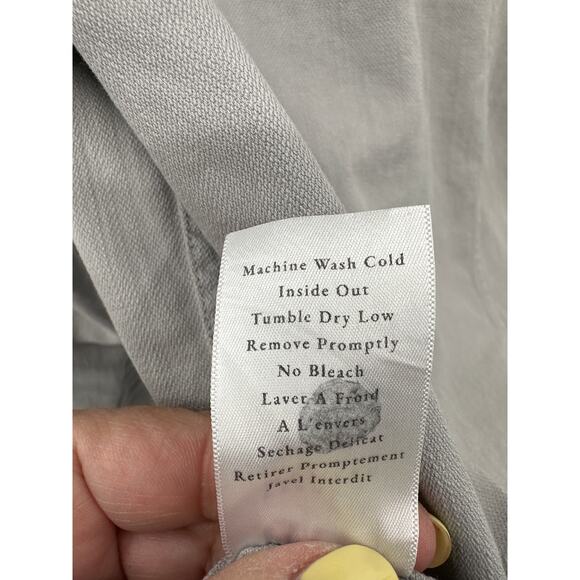 Machine Wash Cold
Inside Out
Tumble Dry Low
Remove Promptly
No Bleach
Laver A Froid
A L'envers
Sechage Delicat
Retirer Promptement
Javel Interdit